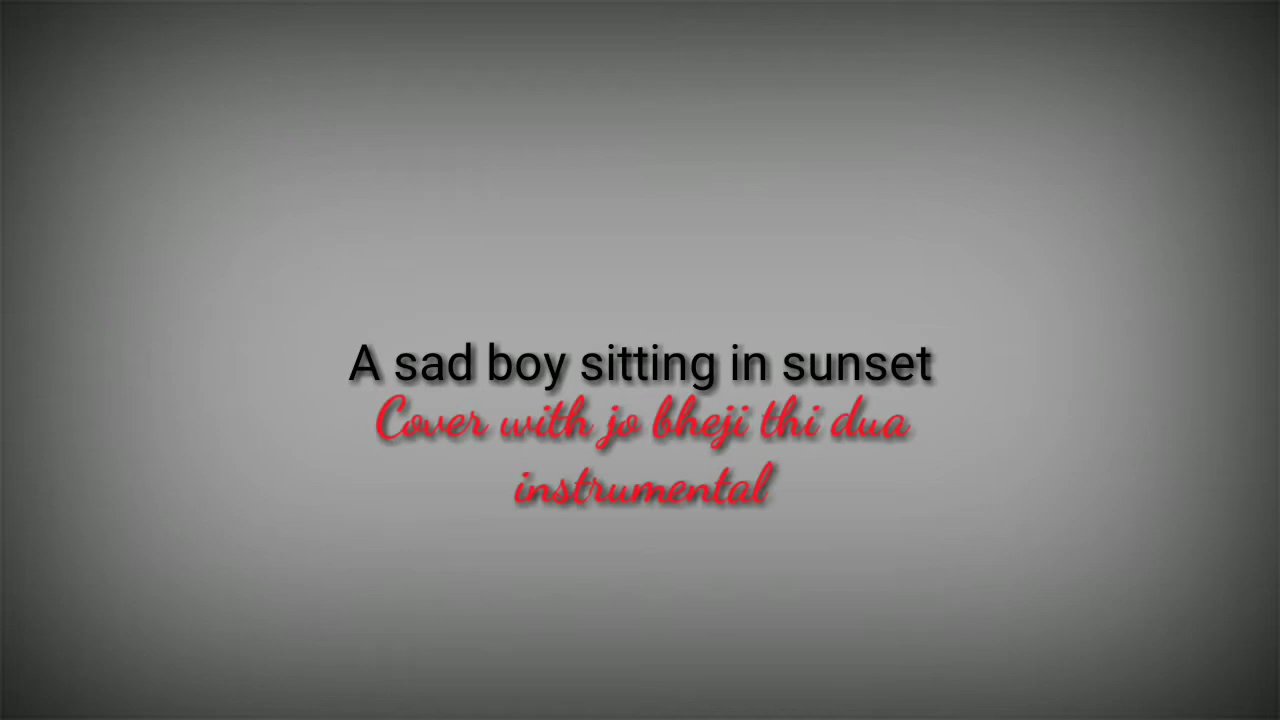 A sad boy sitting in sunset
Cover with jo bheji thi dua
instrumental